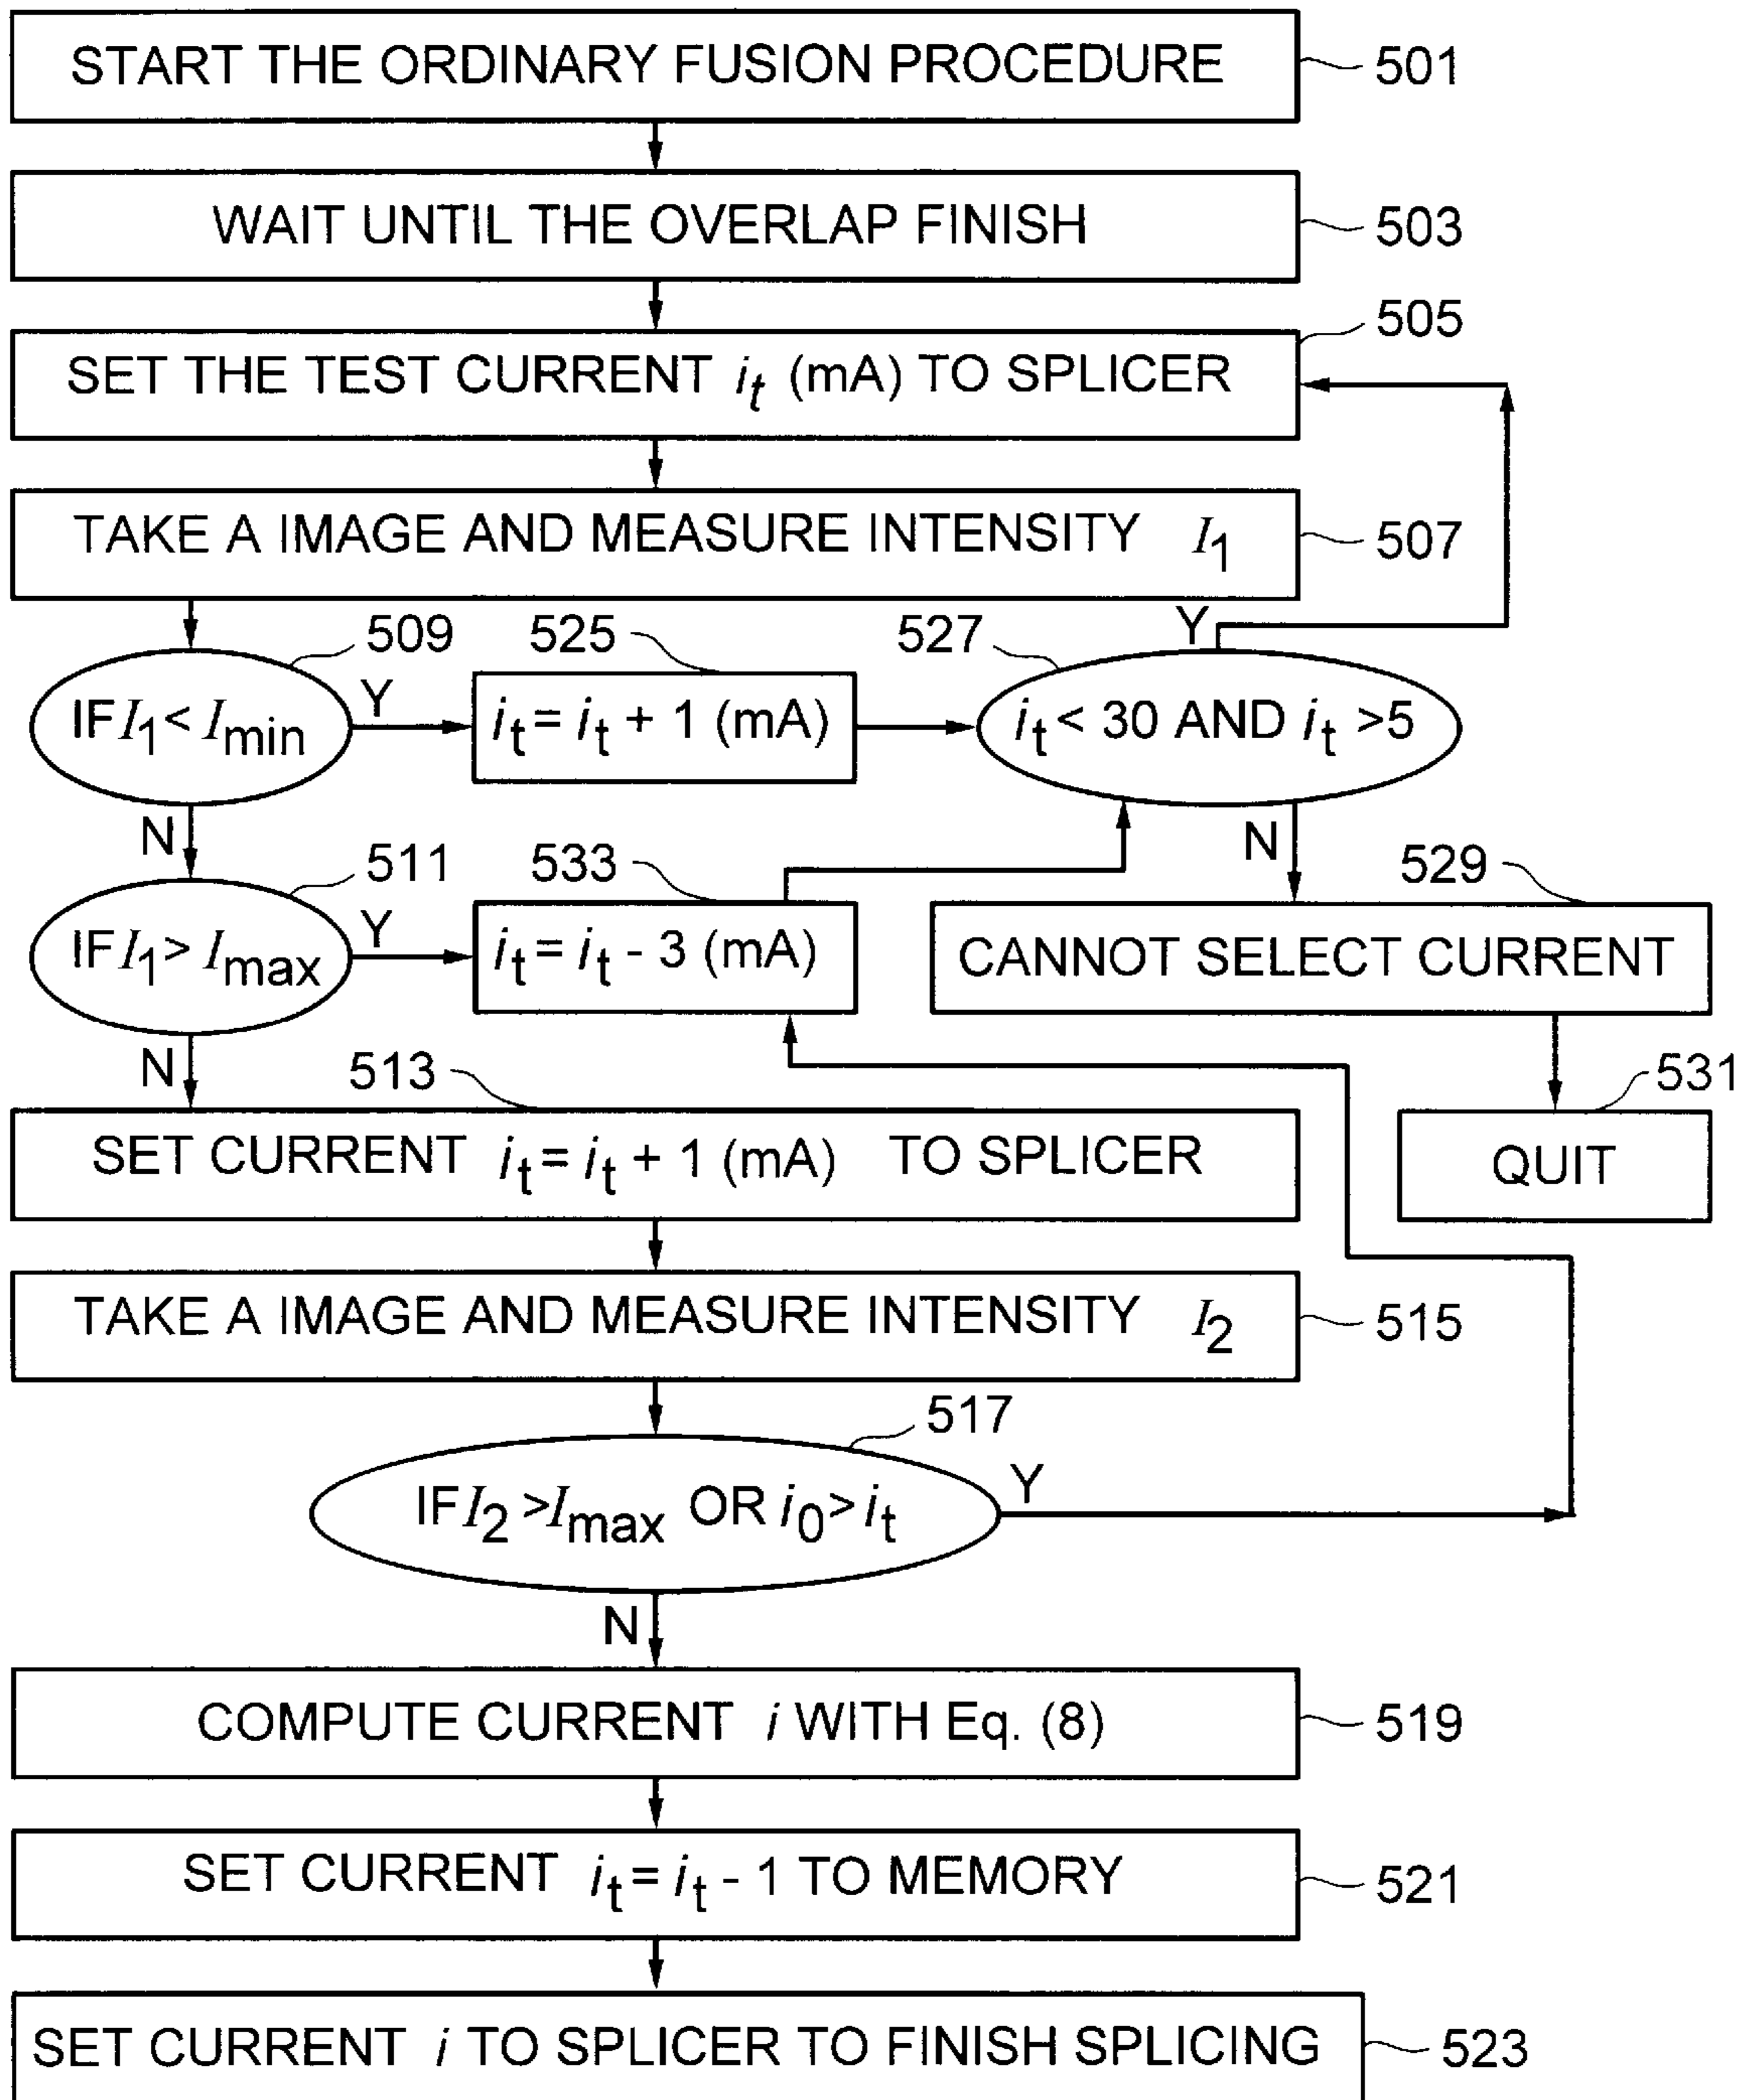 START THE ORDINARY FUSION PROCEDURE
501
WAIT UNTIL THE OVERLAP FINISH
503
505
SET THE TEST CURRENT i_t (mA) TO SPLICER
TAKE A IMAGE AND MEASURE INTENSITY I_1
507
509
525
527
Y
IF I_1 < I_min
Y
i_t = i_t + 1 (mA)
i_t < 30 AND i_t >5
N
511
533
N
529
IF I_1 > I_max
Y
i_t = i_t - 3 (mA)
CANNOT SELECT CURRENT
N
513
531
SET CURRENT i_t = i_t + 1 (mA) TO SPLICER
QUIT
TAKE A IMAGE AND MEASURE INTENSITY I_2
515
517
IF I_2 >I_max OR i_0 > i_t
Y
N
COMPUTE CURRENT i WITH Eq. (8)
519
SET CURRENT i_t = i_t - 1 TO MEMORY
521
SET CURRENT i TO SPLICER TO FINISH SPLICING
523